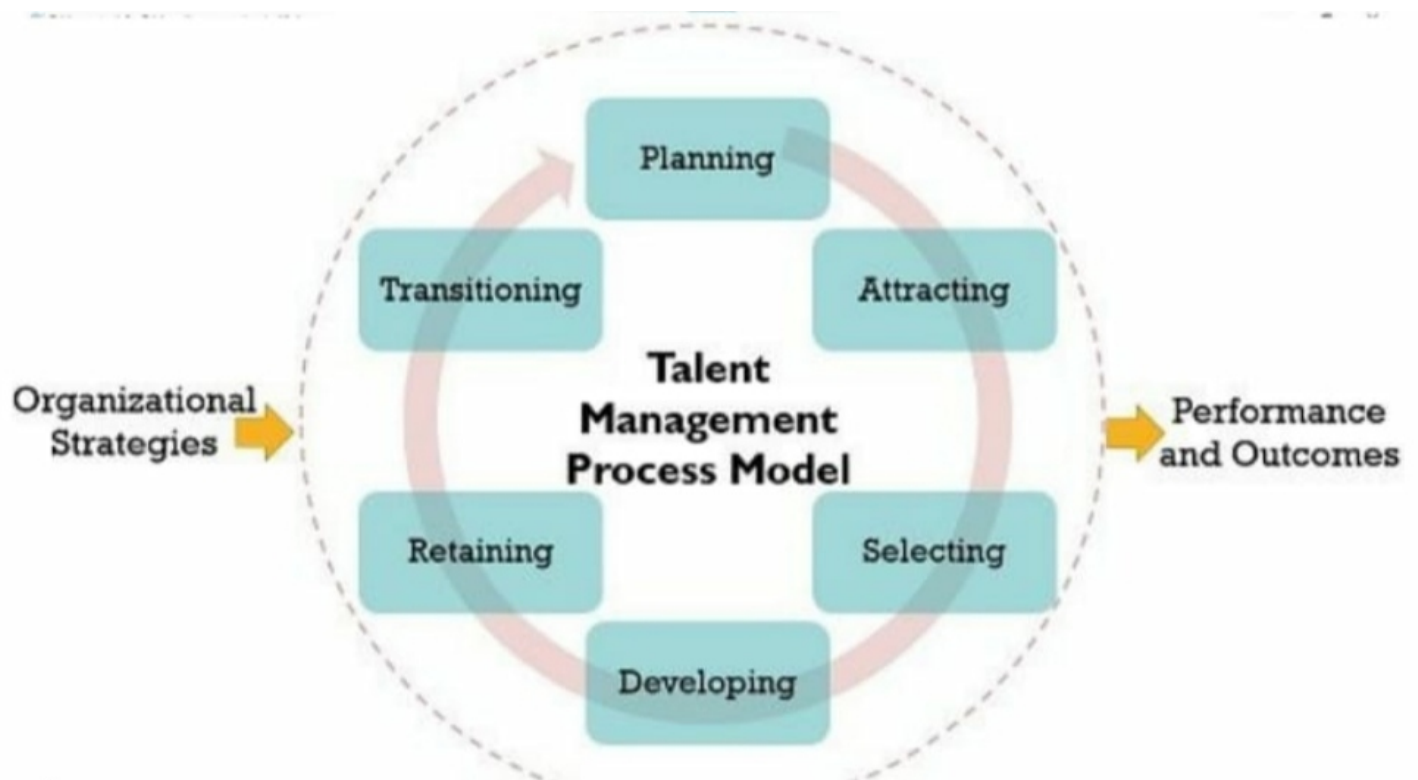 Planning
Transitioning
Attracting
Talent
Management
Process Model
Organizational
Strategies
Performance
and Outcomes
Retaining
Selecting
Developing